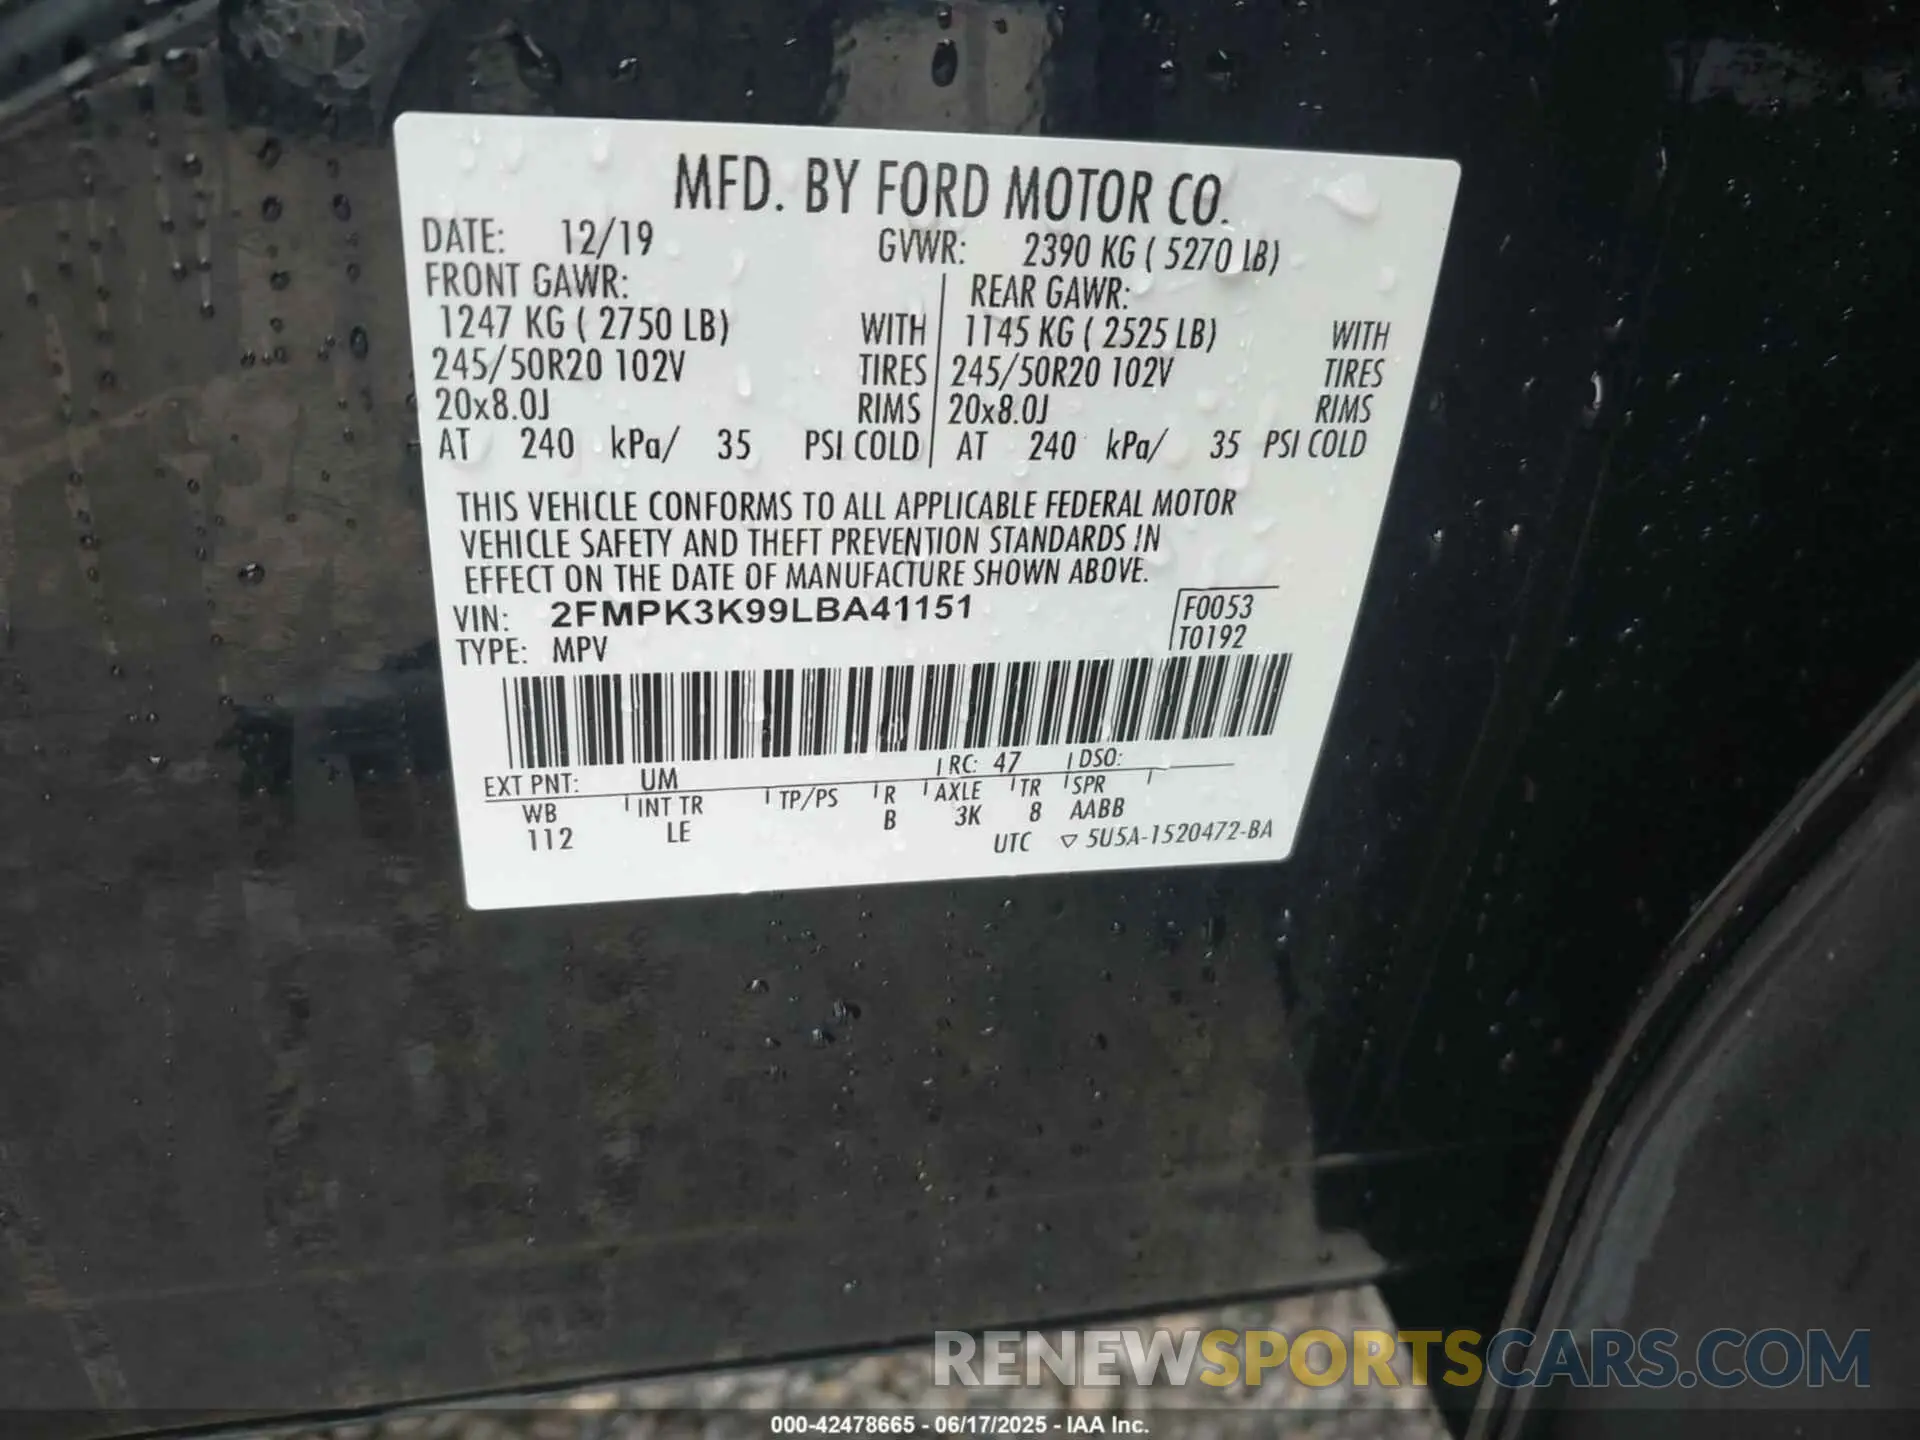 MFD. BY FORD MOTOR CO.
DATE: 12/19 GVWR: 2390 KG ( 5270 LB)
FRONT GAWR: REAR GAWR:
1247 KG ( 2750 LB) WITH 1145 KG ( 2525 LB) WITH
245/50R20 102V TIRES 245/50R20 102V TIRES
20x8.0J RIMS 20x8.0J RIMS
AT 240 kPa/ 35 PSI COLD AT 240 kPa/ 35 PSI COLD
THIS VEHICLE CONFORMS TO ALL APPLICABLE FEDERAL MOTOR
VEHICLE SAFETY AND THEFT PREVENTION STANDARDS IN
EFFECT ON THE DATE OF MANUFACTURE SHOWN ABOVE.
VIN: 2FMPK3K99LBA41151 F0053
TYPE: MPV T0192
EXT PNT: UM RC: 47 DSO:
WB INT TR TP/PS R AXLE TR SPR
112 LE B 3K 8 AABB
UTC ▽ 5U5A-1520472-BA
RENEWSPORTSCARS.COM
000-42478665 - 06/17/2025 - IAA Inc.